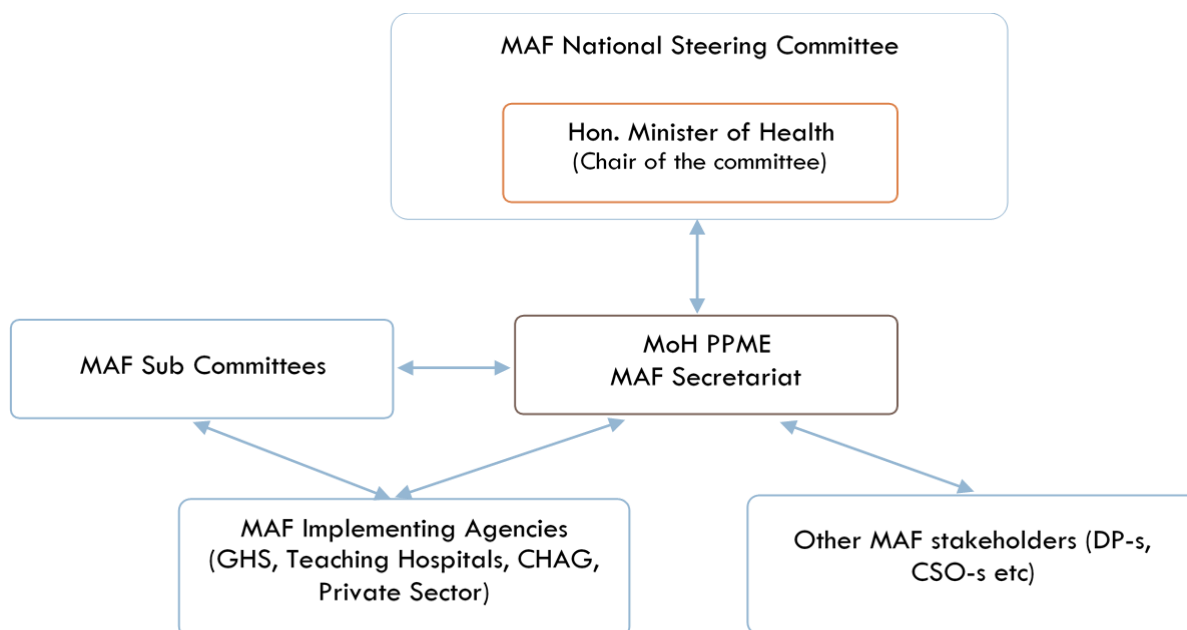 MAF National Steering Committee
Hon. Minister of Health
(Chair of the committee)
MAF Sub Committees
MoH PPME
MAF Secretariat
MAF Implementing Agencies
(GHS, Teaching Hospitals, CHAG,
Private Sector)
Other MAF stakeholders (DP-s,
CSO-s etc)